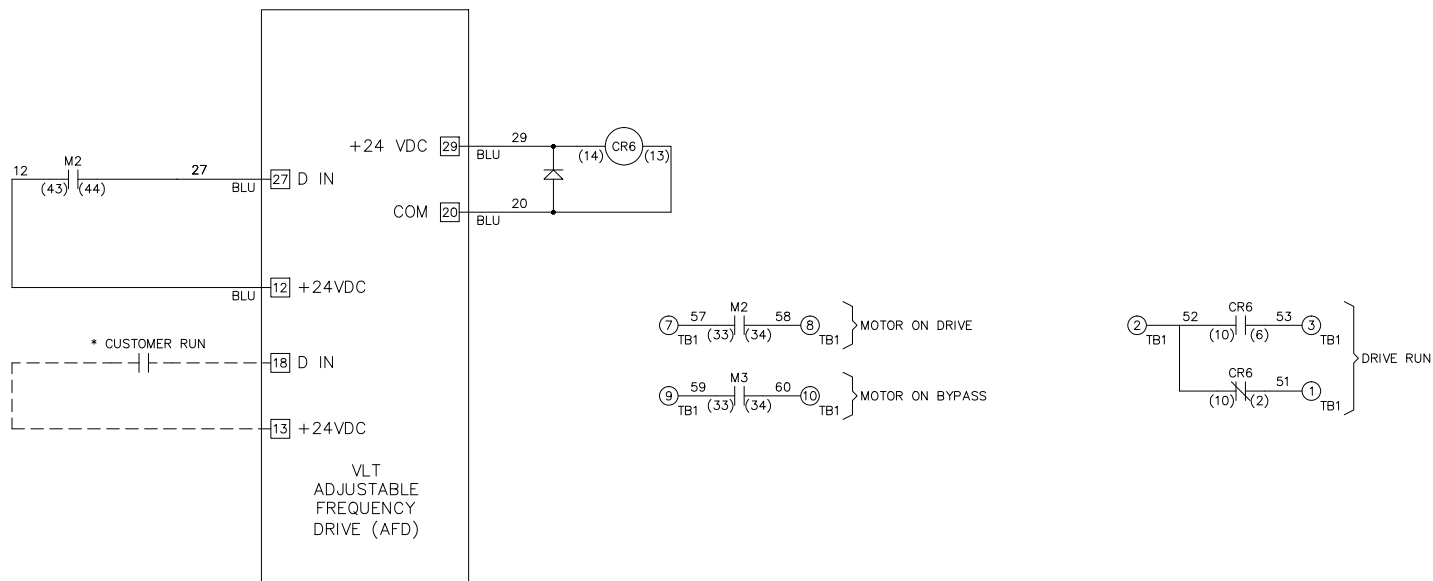 +24 VDC 29
BLU
29
(14) CR6 (13)
12
M2
(43) (44)
27
BLU
27 D IN
COM 20
BLU
20
BLU
12 +24VDC
* CUSTOMER RUN
18 D IN
13 +24VDC
VLT
ADJUSTABLE
FREQUENCY
DRIVE (AFD)
7
TB1
57
M2
(33) (34)
58
8
TB1
MOTOR ON DRIVE
9
TB1
59
M3
(33) (34)
60
10
TB1
MOTOR ON BYPASS
2
TB1
52
CR6
(10) (6)
53
3
TB1
DRIVE RUN
CR6
(10) (2)
51
1
TB1